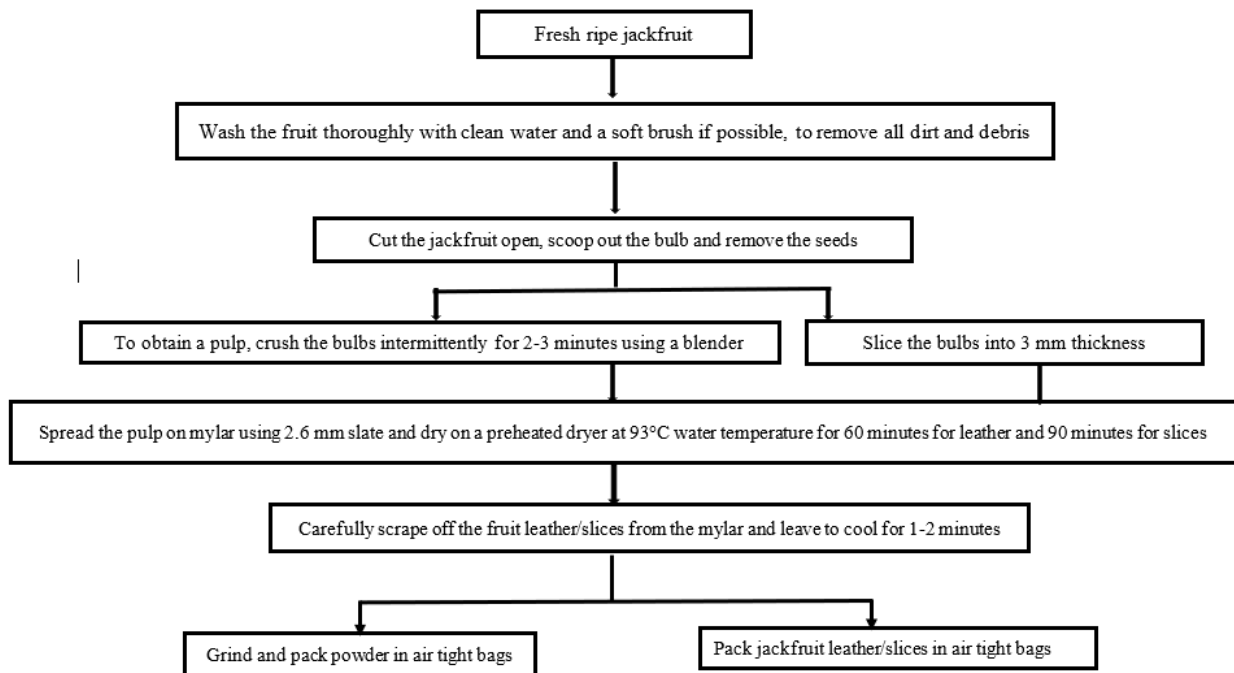 Fresh ripe jackfruit
Wash the fruit thoroughly with clean water and a soft brush if possible, to remove all dirt and debris
Cut the jackfruit open, scoop out the bulb and remove the seeds
To obtain a pulp, crush the bulbs intermittently for 2-3 minutes using a blender
Slice the bulbs into 3 mm thickness
Spread the pulp on mylar using 2.6 mm slate and dry on a preheated dryer at 93°C water temperature for 60 minutes for leather and 90 minutes for slices
Carefully scrape off the fruit leather/slices from the mylar and leave to cool for 1-2 minutes
Grind and pack powder in air tight bags
Pack jackfruit leather/slices in air tight bags